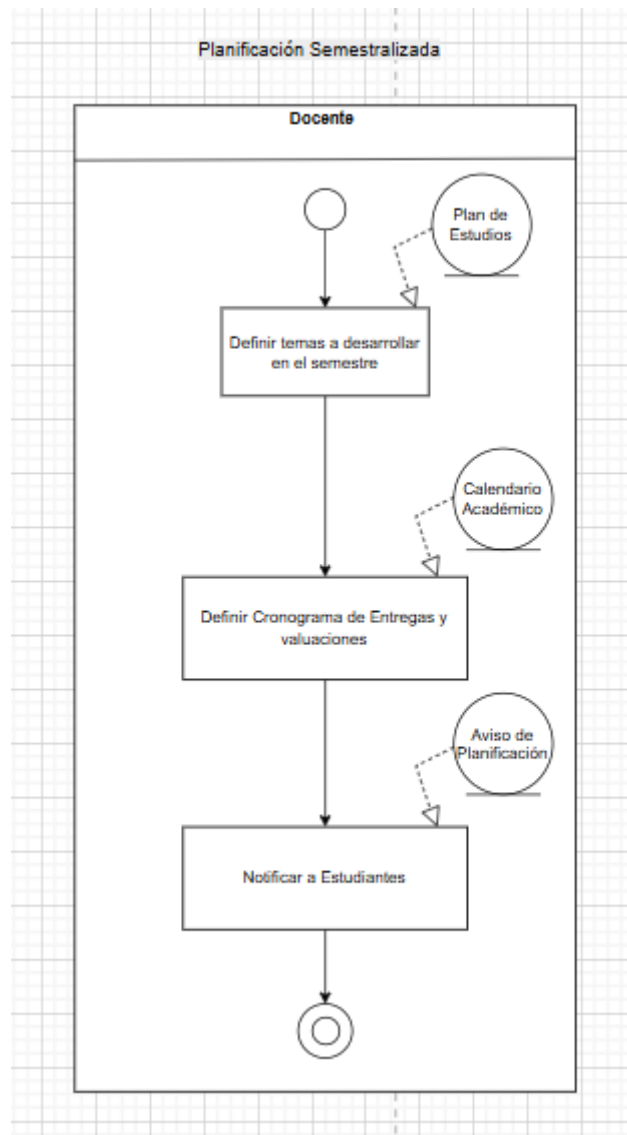 Planificación Semestralizada
Docente
Plan de
Estudios
Definir temas a desarrollar
en el semestre
Calendario
Académico
Definir Cronograma de Entregas y
valuaciones
Aviso de
Planificación
Notificar a Estudiantes